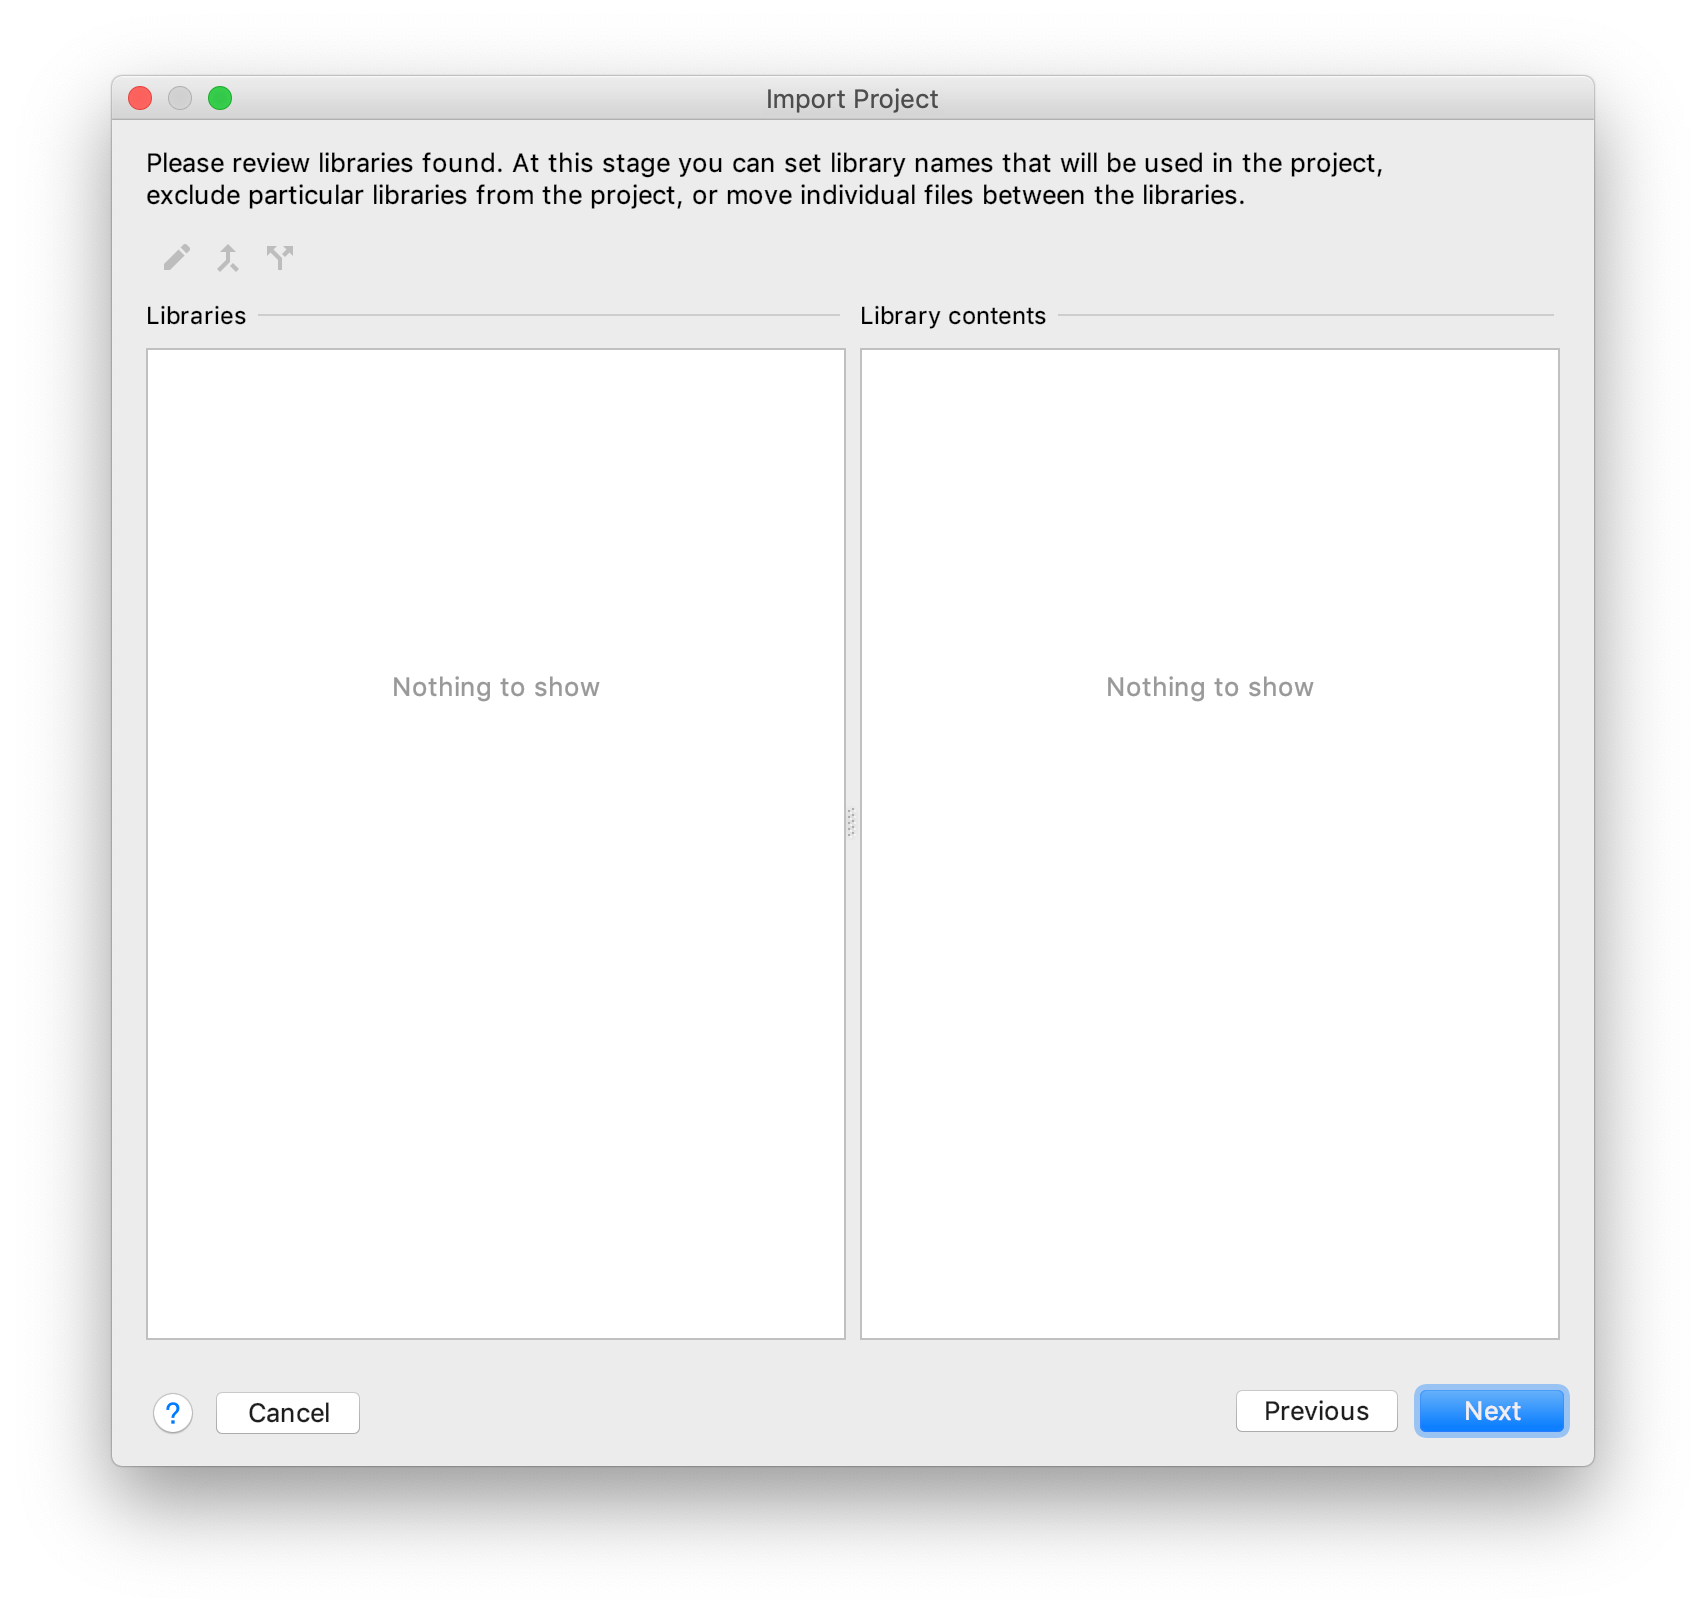 Import Project
Please review libraries found. At this stage you can set library names that will be used in the project,
exclude particular libraries from the project, or move individual files between the libraries.
Libraries
Library contents
Nothing to show
Nothing to show
?
Cancel
Previous
Next